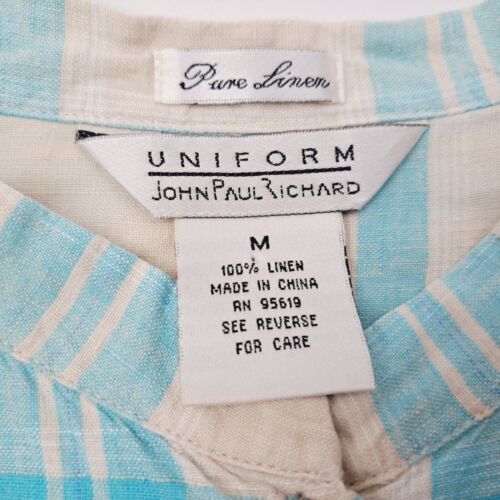 Pure Linen
UNIFORM
JOHNPAULRICHARD
M
100% LINEN
MADE IN CHINA
RN 95619
SEE REVERSE
FOR CARE